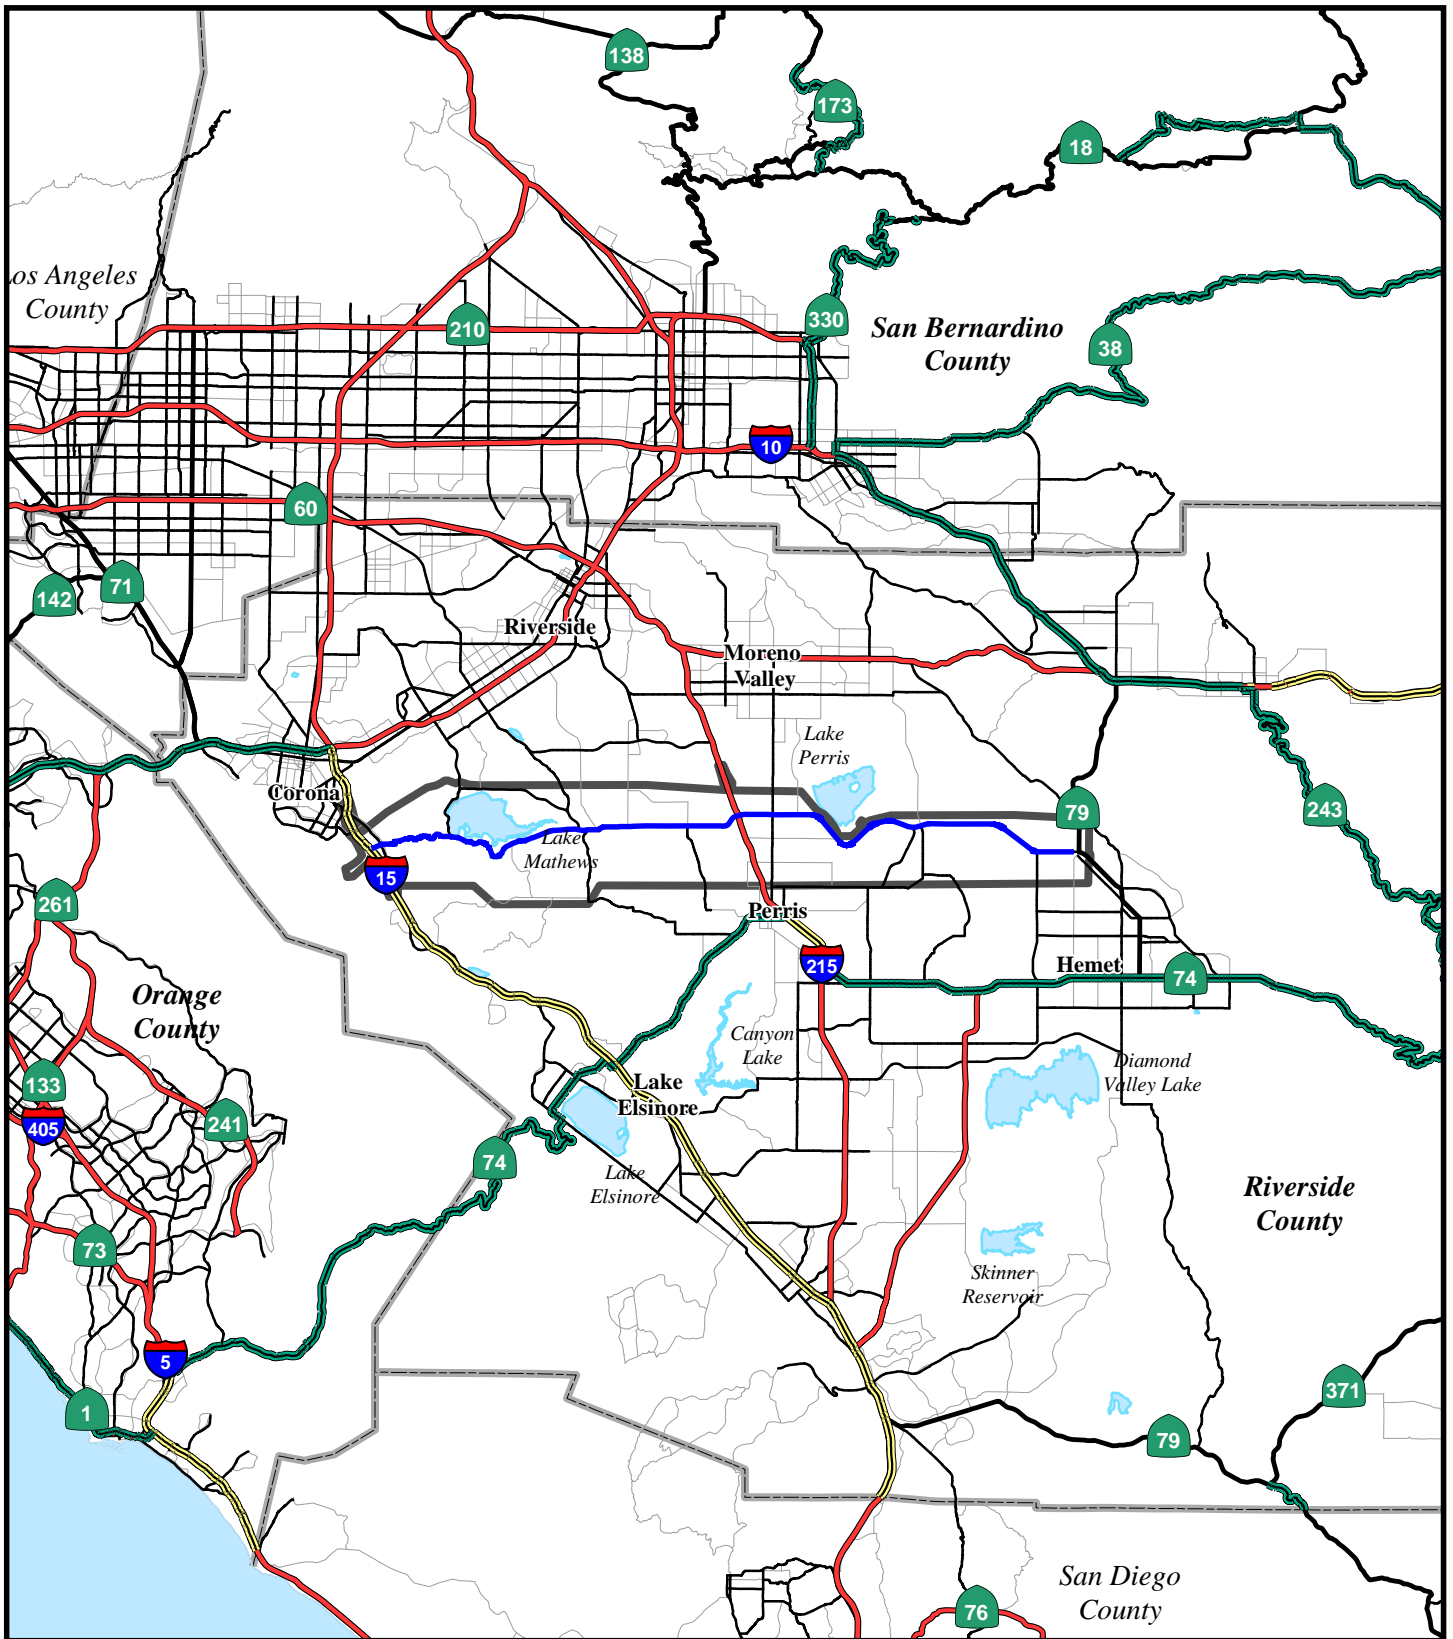 138
173
18
os Angeles
County
210
330
San Bernardino
County
38
10
60
142
71
Riverside
Moreno
Valley
Lake
Perris
Corona
79
243
Lake
Mathews
15
261
Perris
215
Hemet
74
Orange
County
Canyon
Lake
Diamond
Valley Lake
133
Lake
Elsinore
405
241
74
Lake
Elsinore
Riverside
County
73
Skinner
Reservoir
5
371
1
79
San Diego
County
76